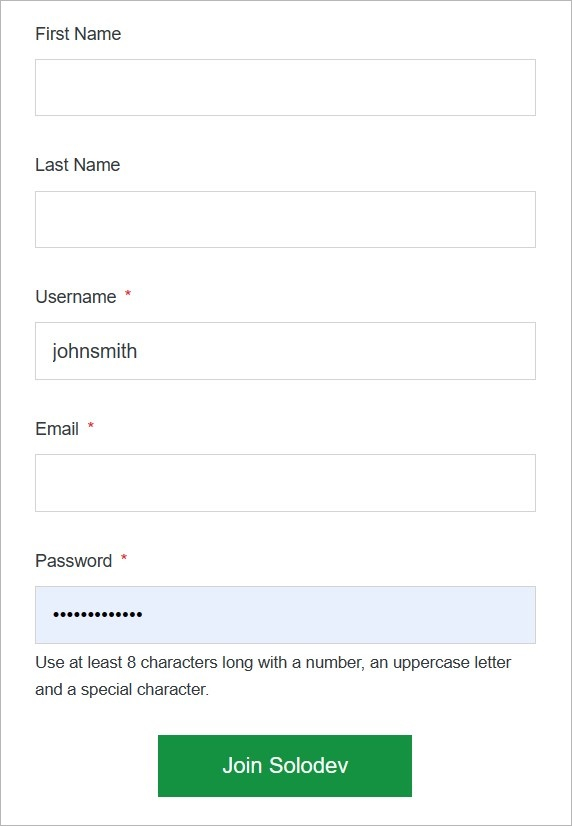 First Name
Last Name
Username *
johnsmith
Email *
Password *
•••••••••••••
Use at least 8 characters long with a number, an uppercase letter
and a special character.
Join Solodev